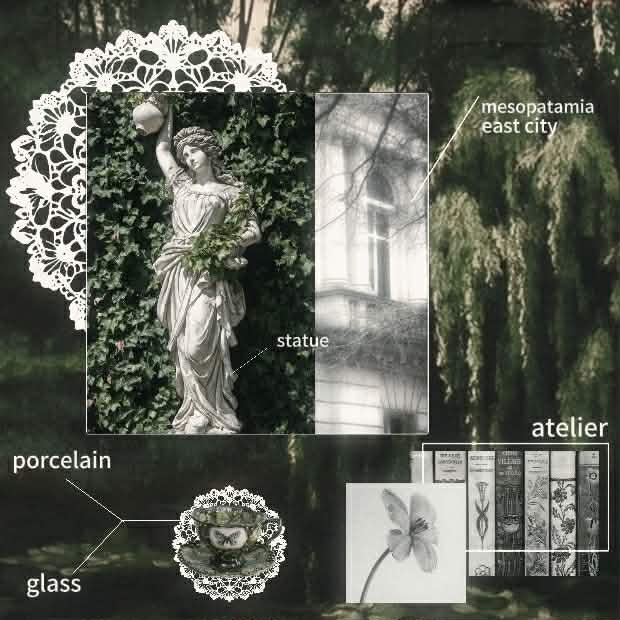 mesopatamia
east city
statue
atelier
porcelain
glass